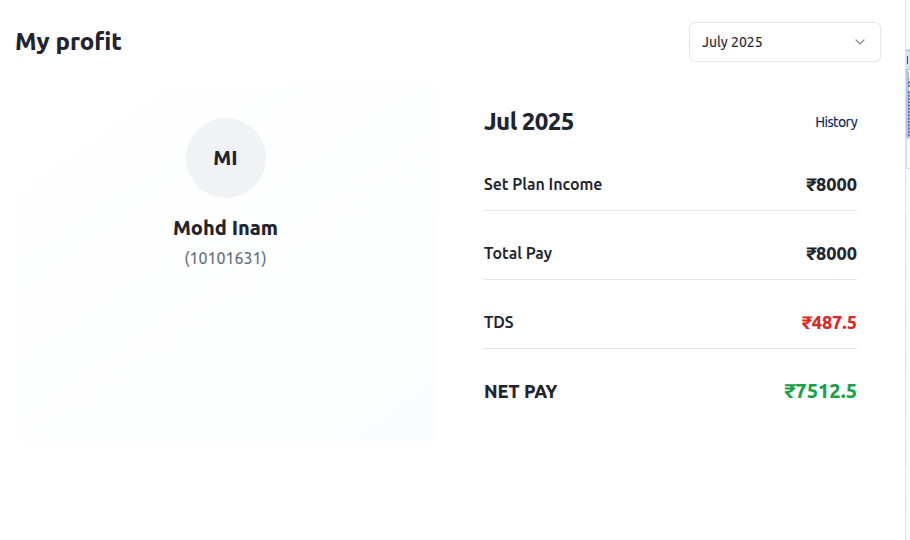 My profit
July 2025
MI
Mohd Inam
(10101631)
Jul 2025
History
Set Plan Income
₹8000
Total Pay
₹8000
TDS
₹487.5
NET PAY
₹7512.5